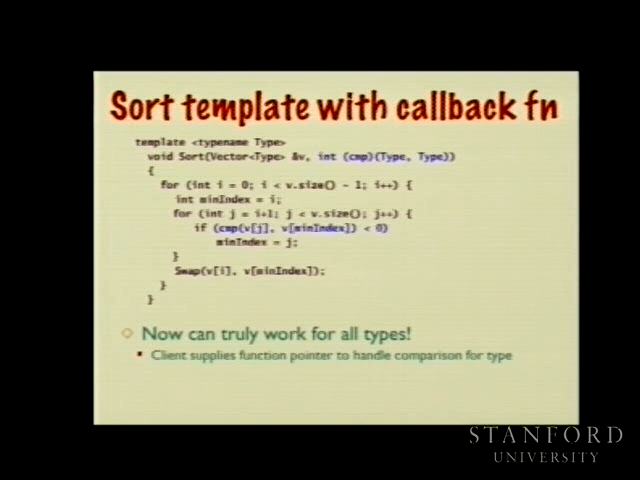 Sort template with callback fn
template <typename Type>
void Sort(Vector<Type> &v, int (cmp)(Type, Type))
{
for (int i = 0; i < v.size() - 1; i++) {
int minIndex = i;
for (int j = i+1; j < v.size(); j++) {
if (cmp(v[j], v[minIndex]) < 0)
minIndex = j;
}
Swap(v[i], v[minIndex]);
}
}
Now can truly work for all types!
Client supplies function pointer to handle comparison for type
STANFORD
UNIVERSITY